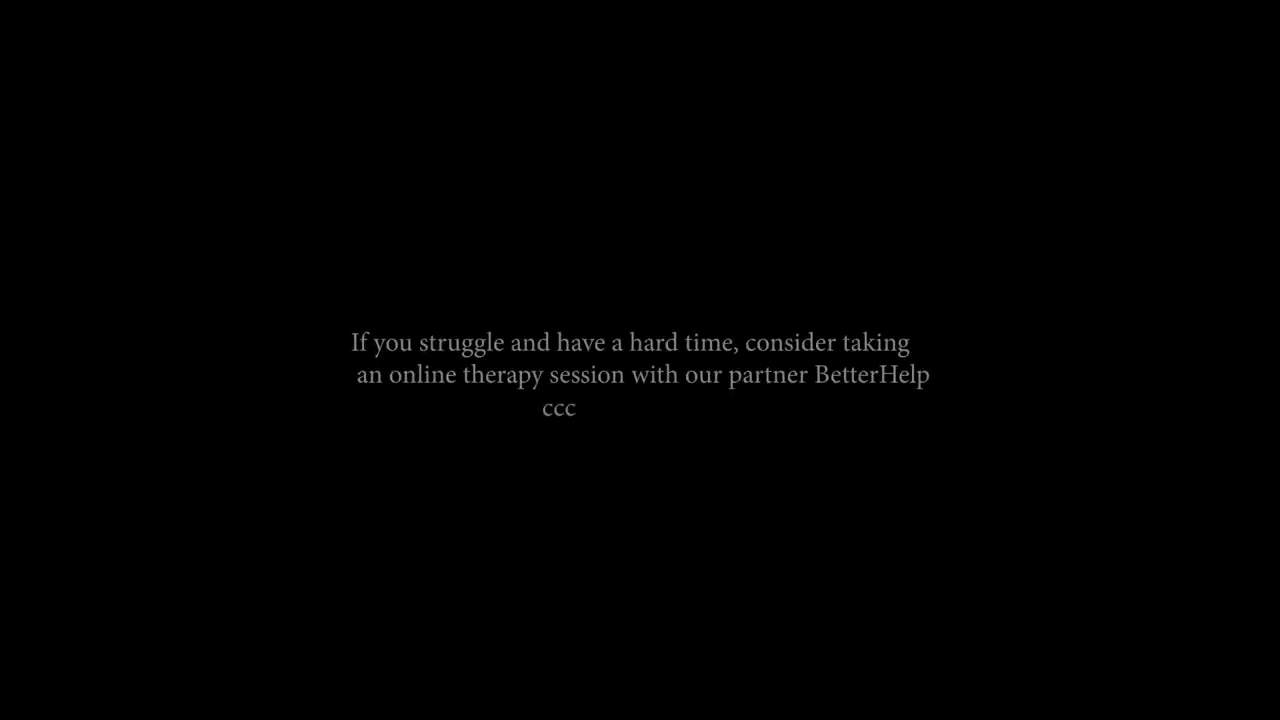 If you struggle and have a hard time, consider taking
an online therapy session with our partner BetterHelp
ccc